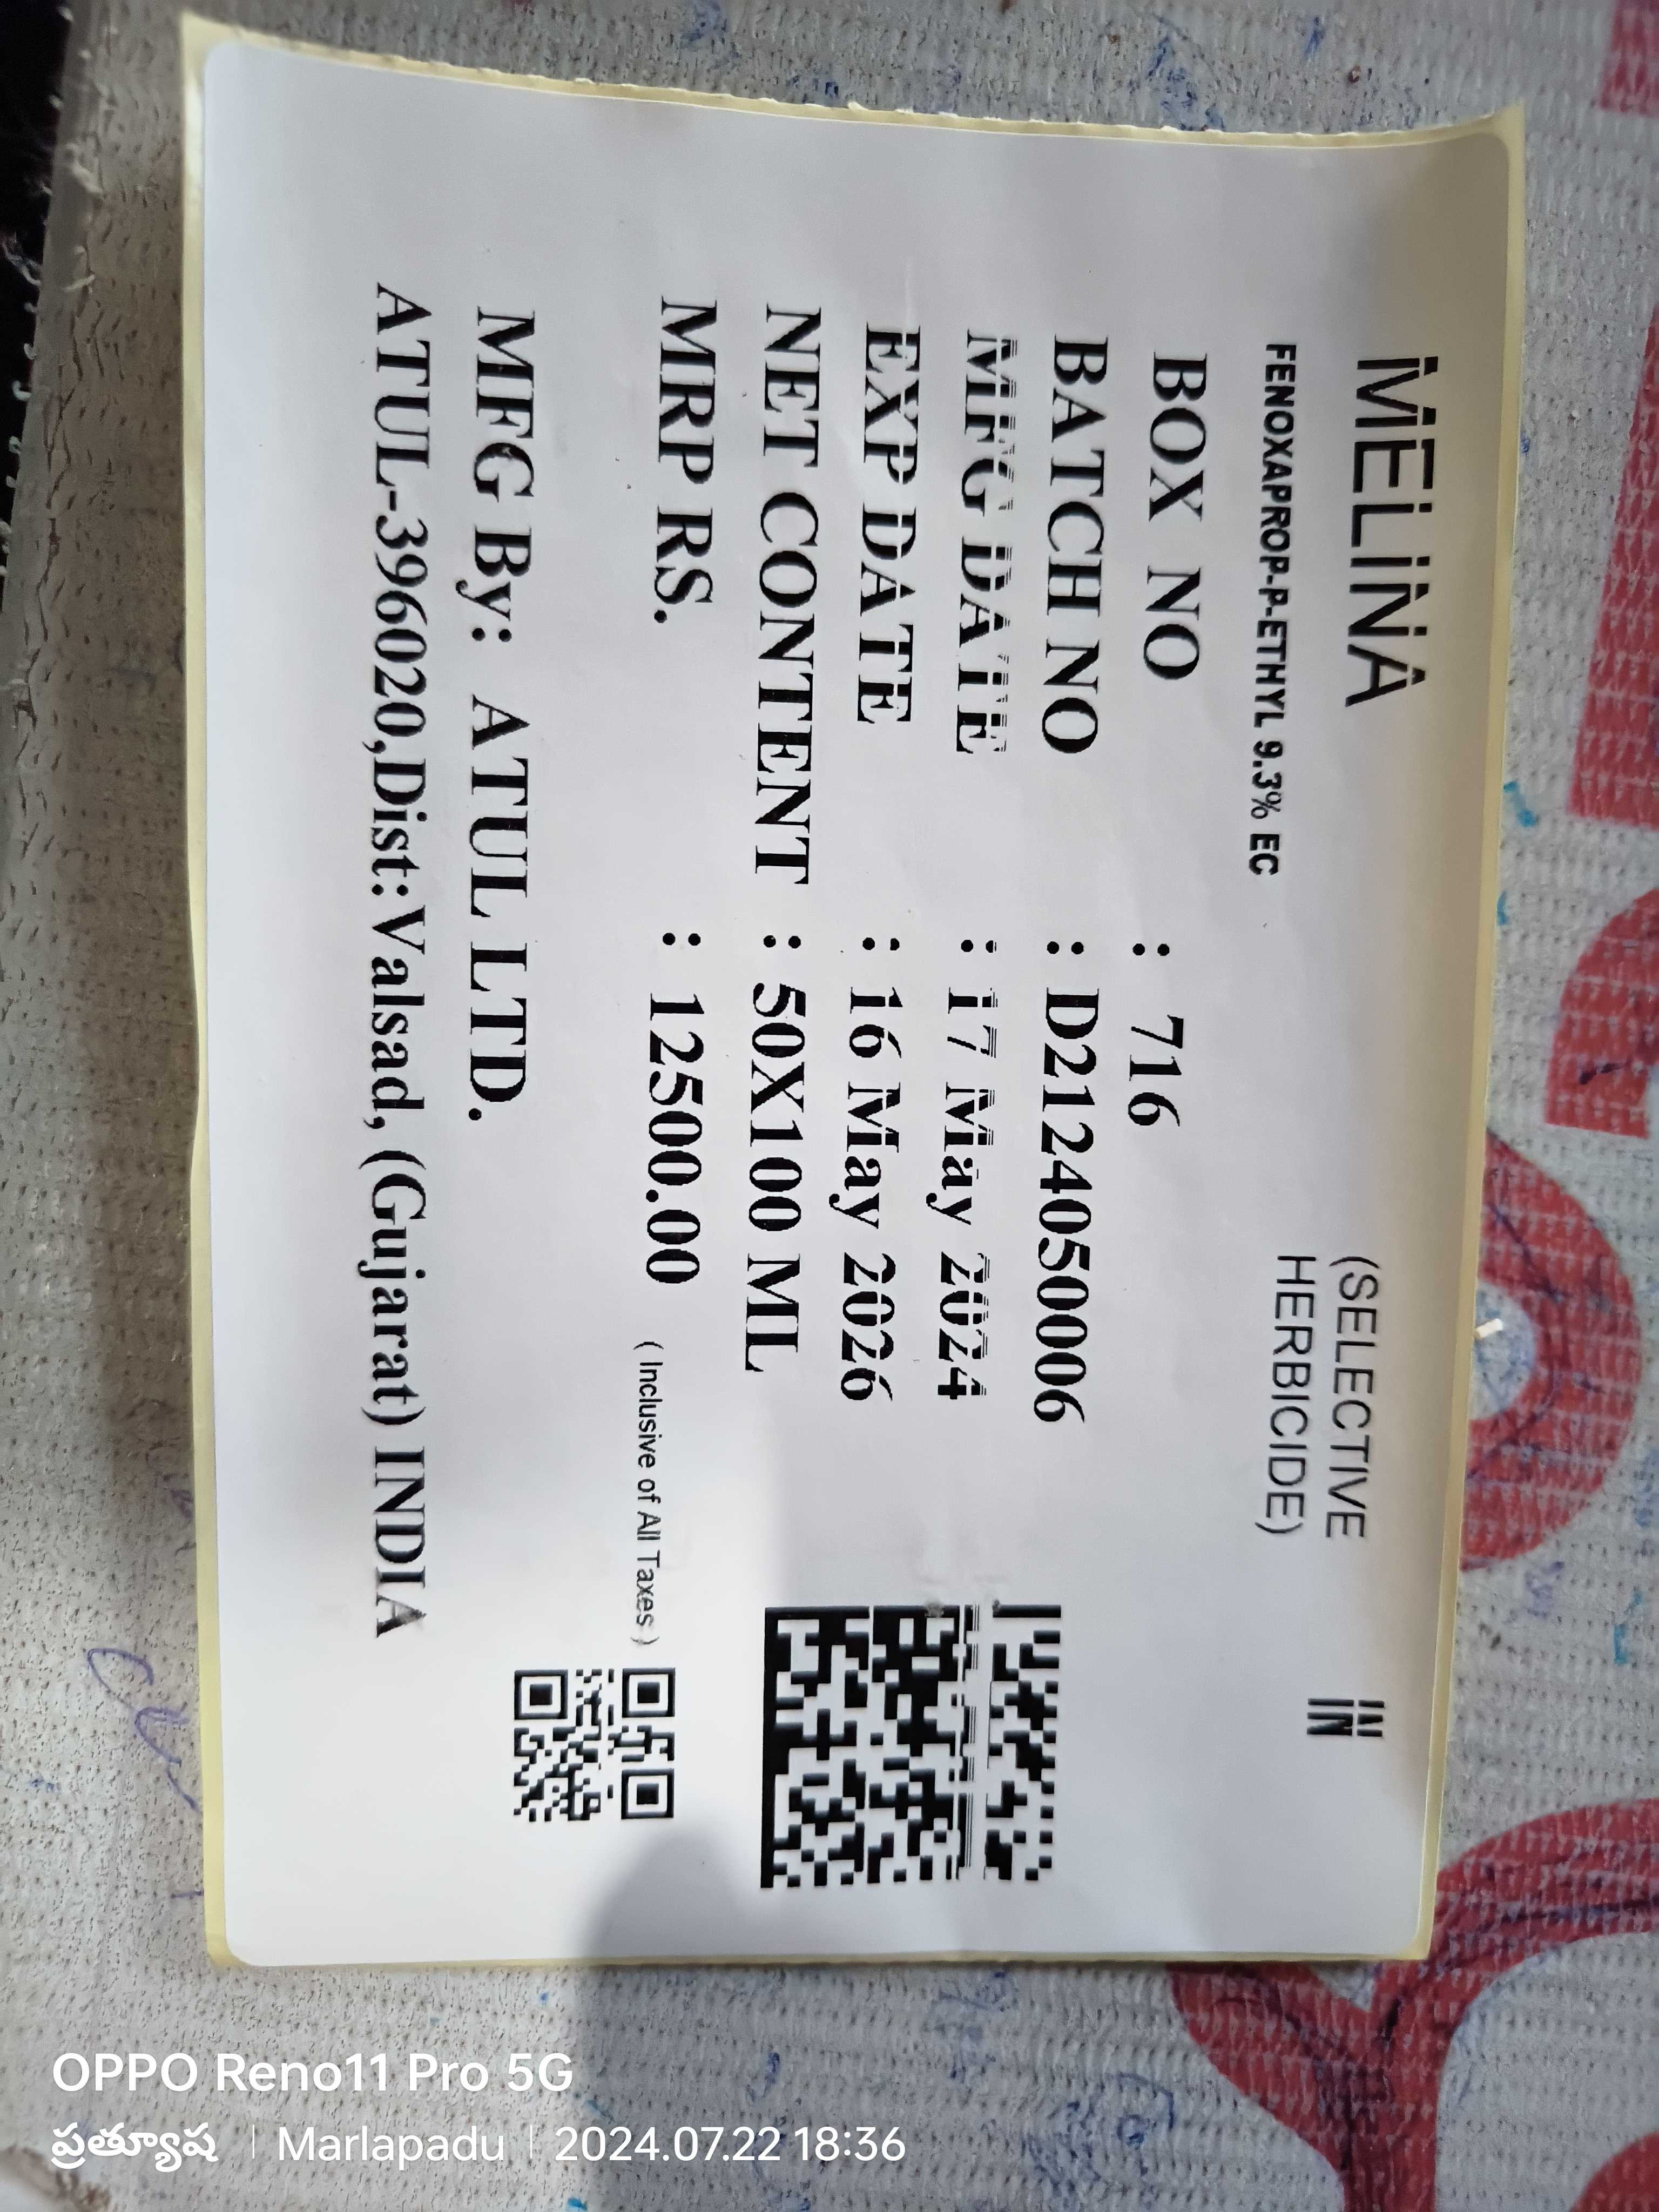 MELINA
(SELECTIVE
HERBICIDE)
IN
FENOXAPROP-P-ETHYL 9.3% EC
BOX NO : 716
BATCH NO : D2124050006
MFG DATE : 17 May 2024
EXP DATE : 16 May 2026
NET CONTENT : 50X100 ML
MRP RS. : 12500.00 ( Inclusive of All Taxes )
MFG By: ATUL LTD.
ATUL-396020,Dist:Valsad, (Gujarat) INDIA
OPPO Reno11 Pro 5G
ప్రత్యూష | Marlapadu | 2024.07.22 18:36